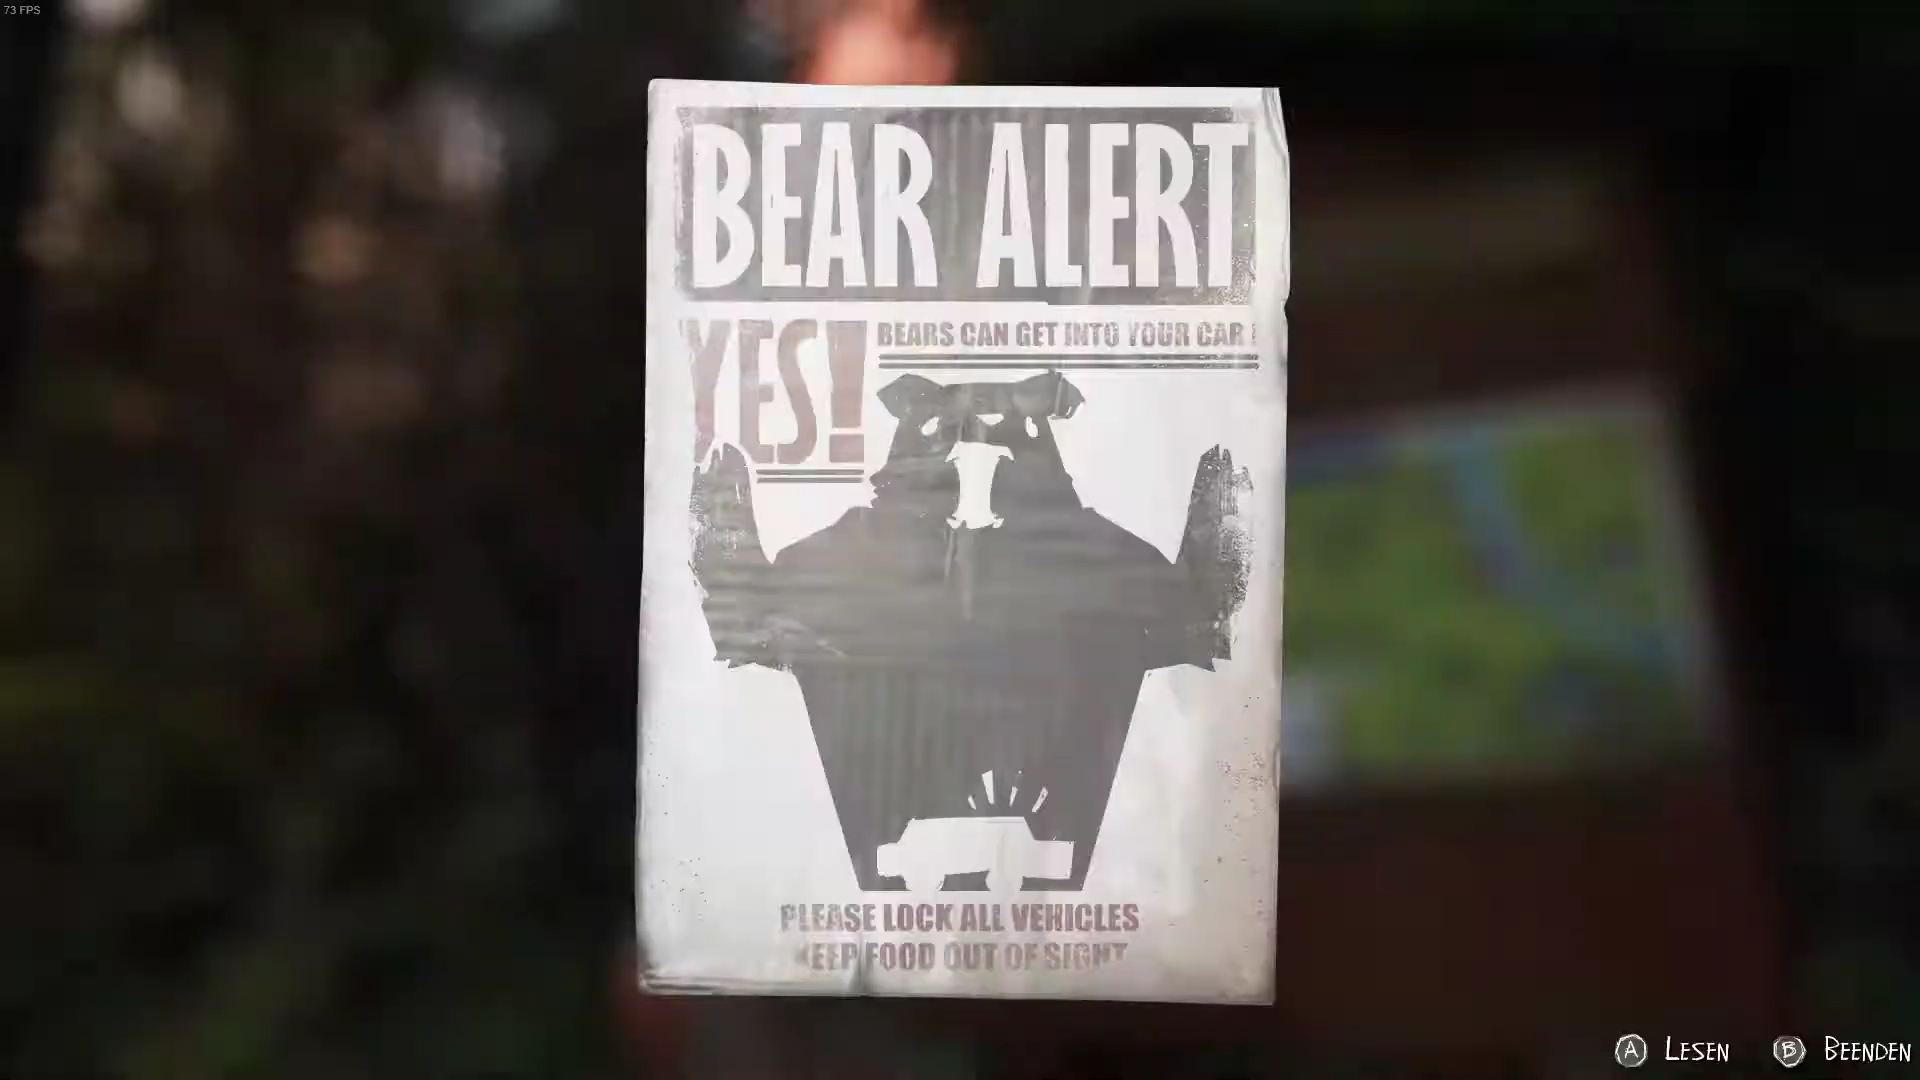 73 FPS
BEAR ALERT
YES!
BEARS CAN GET INTO YOUR CAR !
PLEASE LOCK ALL VEHICLES
KEEP FOOD OUT OF SIGHT
A LESEN B BEENDEN